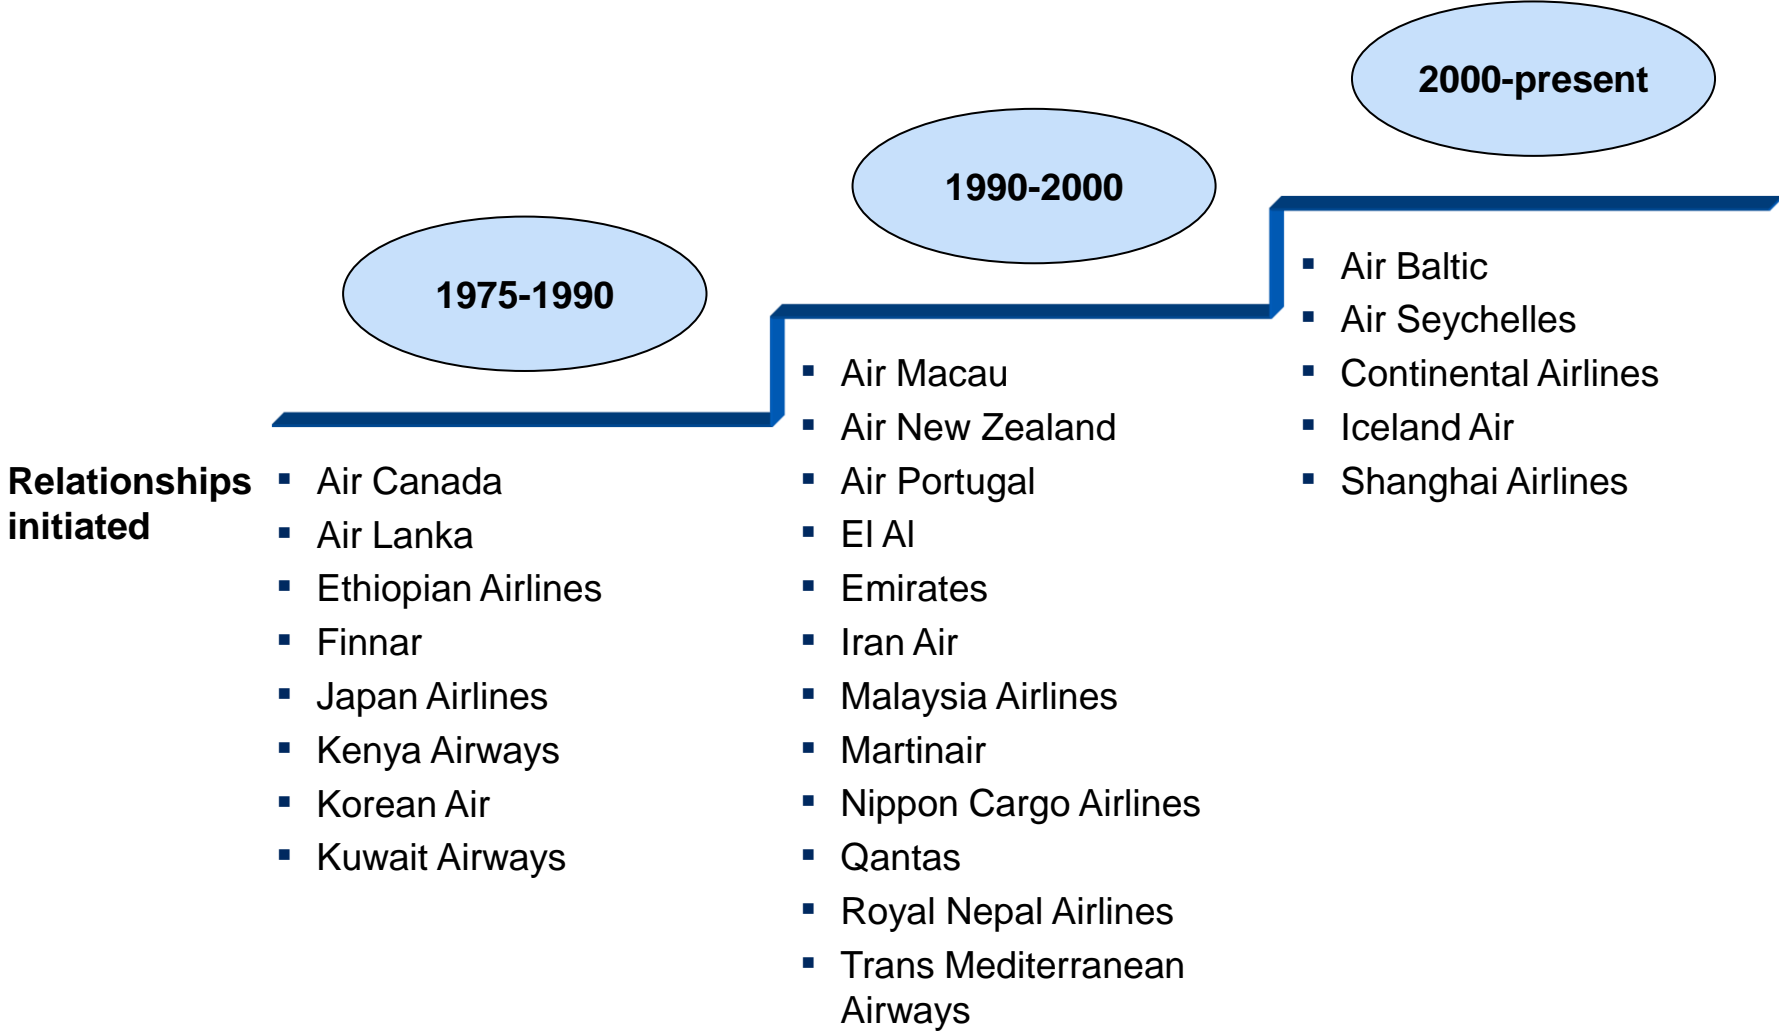 1975-1990
1990-2000
2000-present
Relationships
initiated
Air Canada
Air Lanka
Ethiopian Airlines
Finnar
Japan Airlines
Kenya Airways
Korean Air
Kuwait Airways
Air Macau
Air New Zealand
Air Portugal
El Al
Emirates
Iran Air
Malaysia Airlines
Martinair
Nippon Cargo Airlines
Qantas
Royal Nepal Airlines
Trans Mediterranean
Airways
Air Baltic
Air Seychelles
Continental Airlines
Iceland Air
Shanghai Airlines